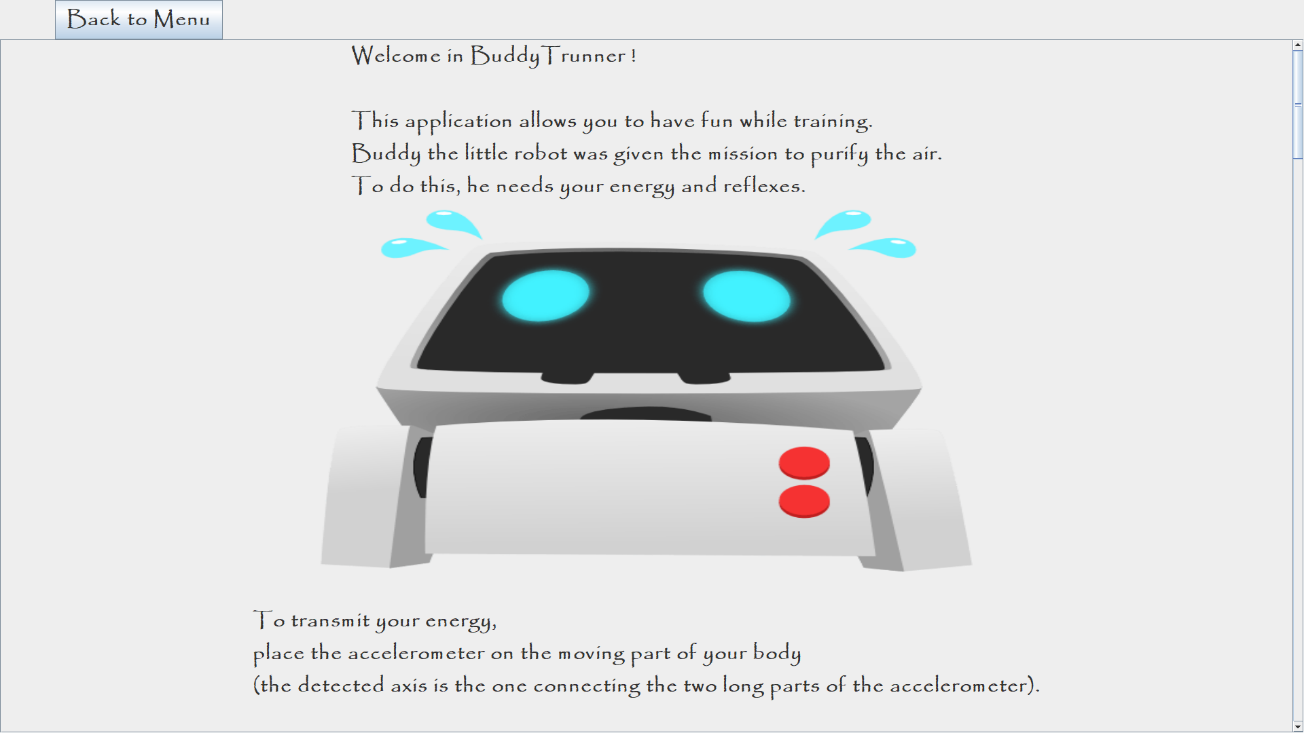 Back to Menu
Welcome in BuddyTrunner !
This application allows you to have fun while training.
Buddy the little robot was given the mission to purify the air.
To do this, he needs your energy and reflexes.
To transmit your energy,
place the accelerometer on the moving part of your body
(the detected axis is the one connecting the two long parts of the accelerometer).